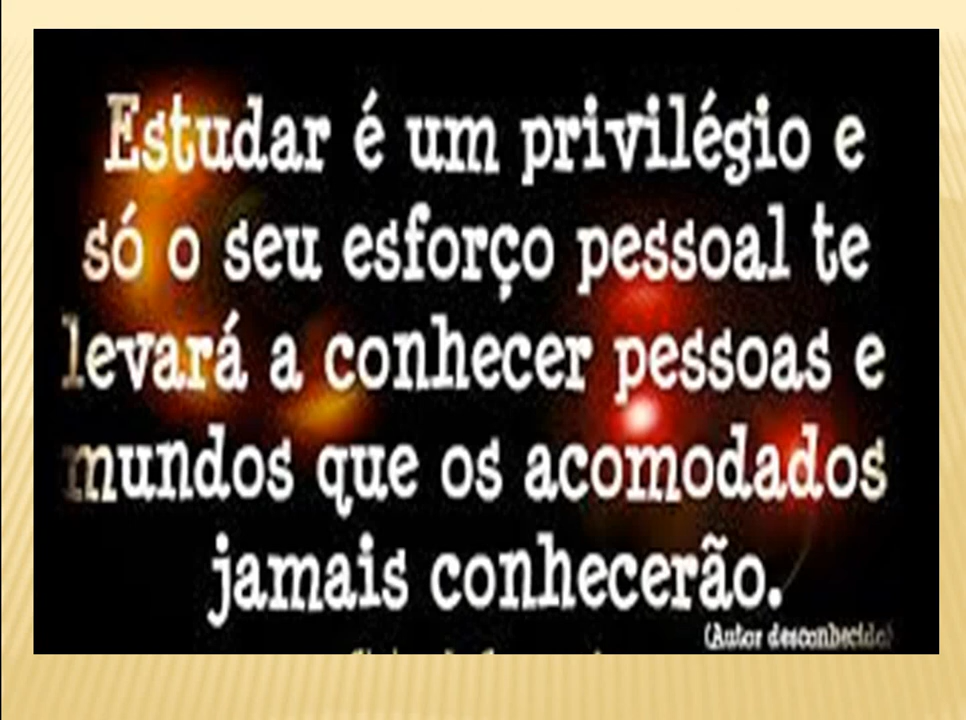 Estudar é um privilégio e
só o seu esforço pessoal te
levará a conhecer pessoas e
mundos que os acomodados
jamais conhecerão.
(Autor desconhecido)